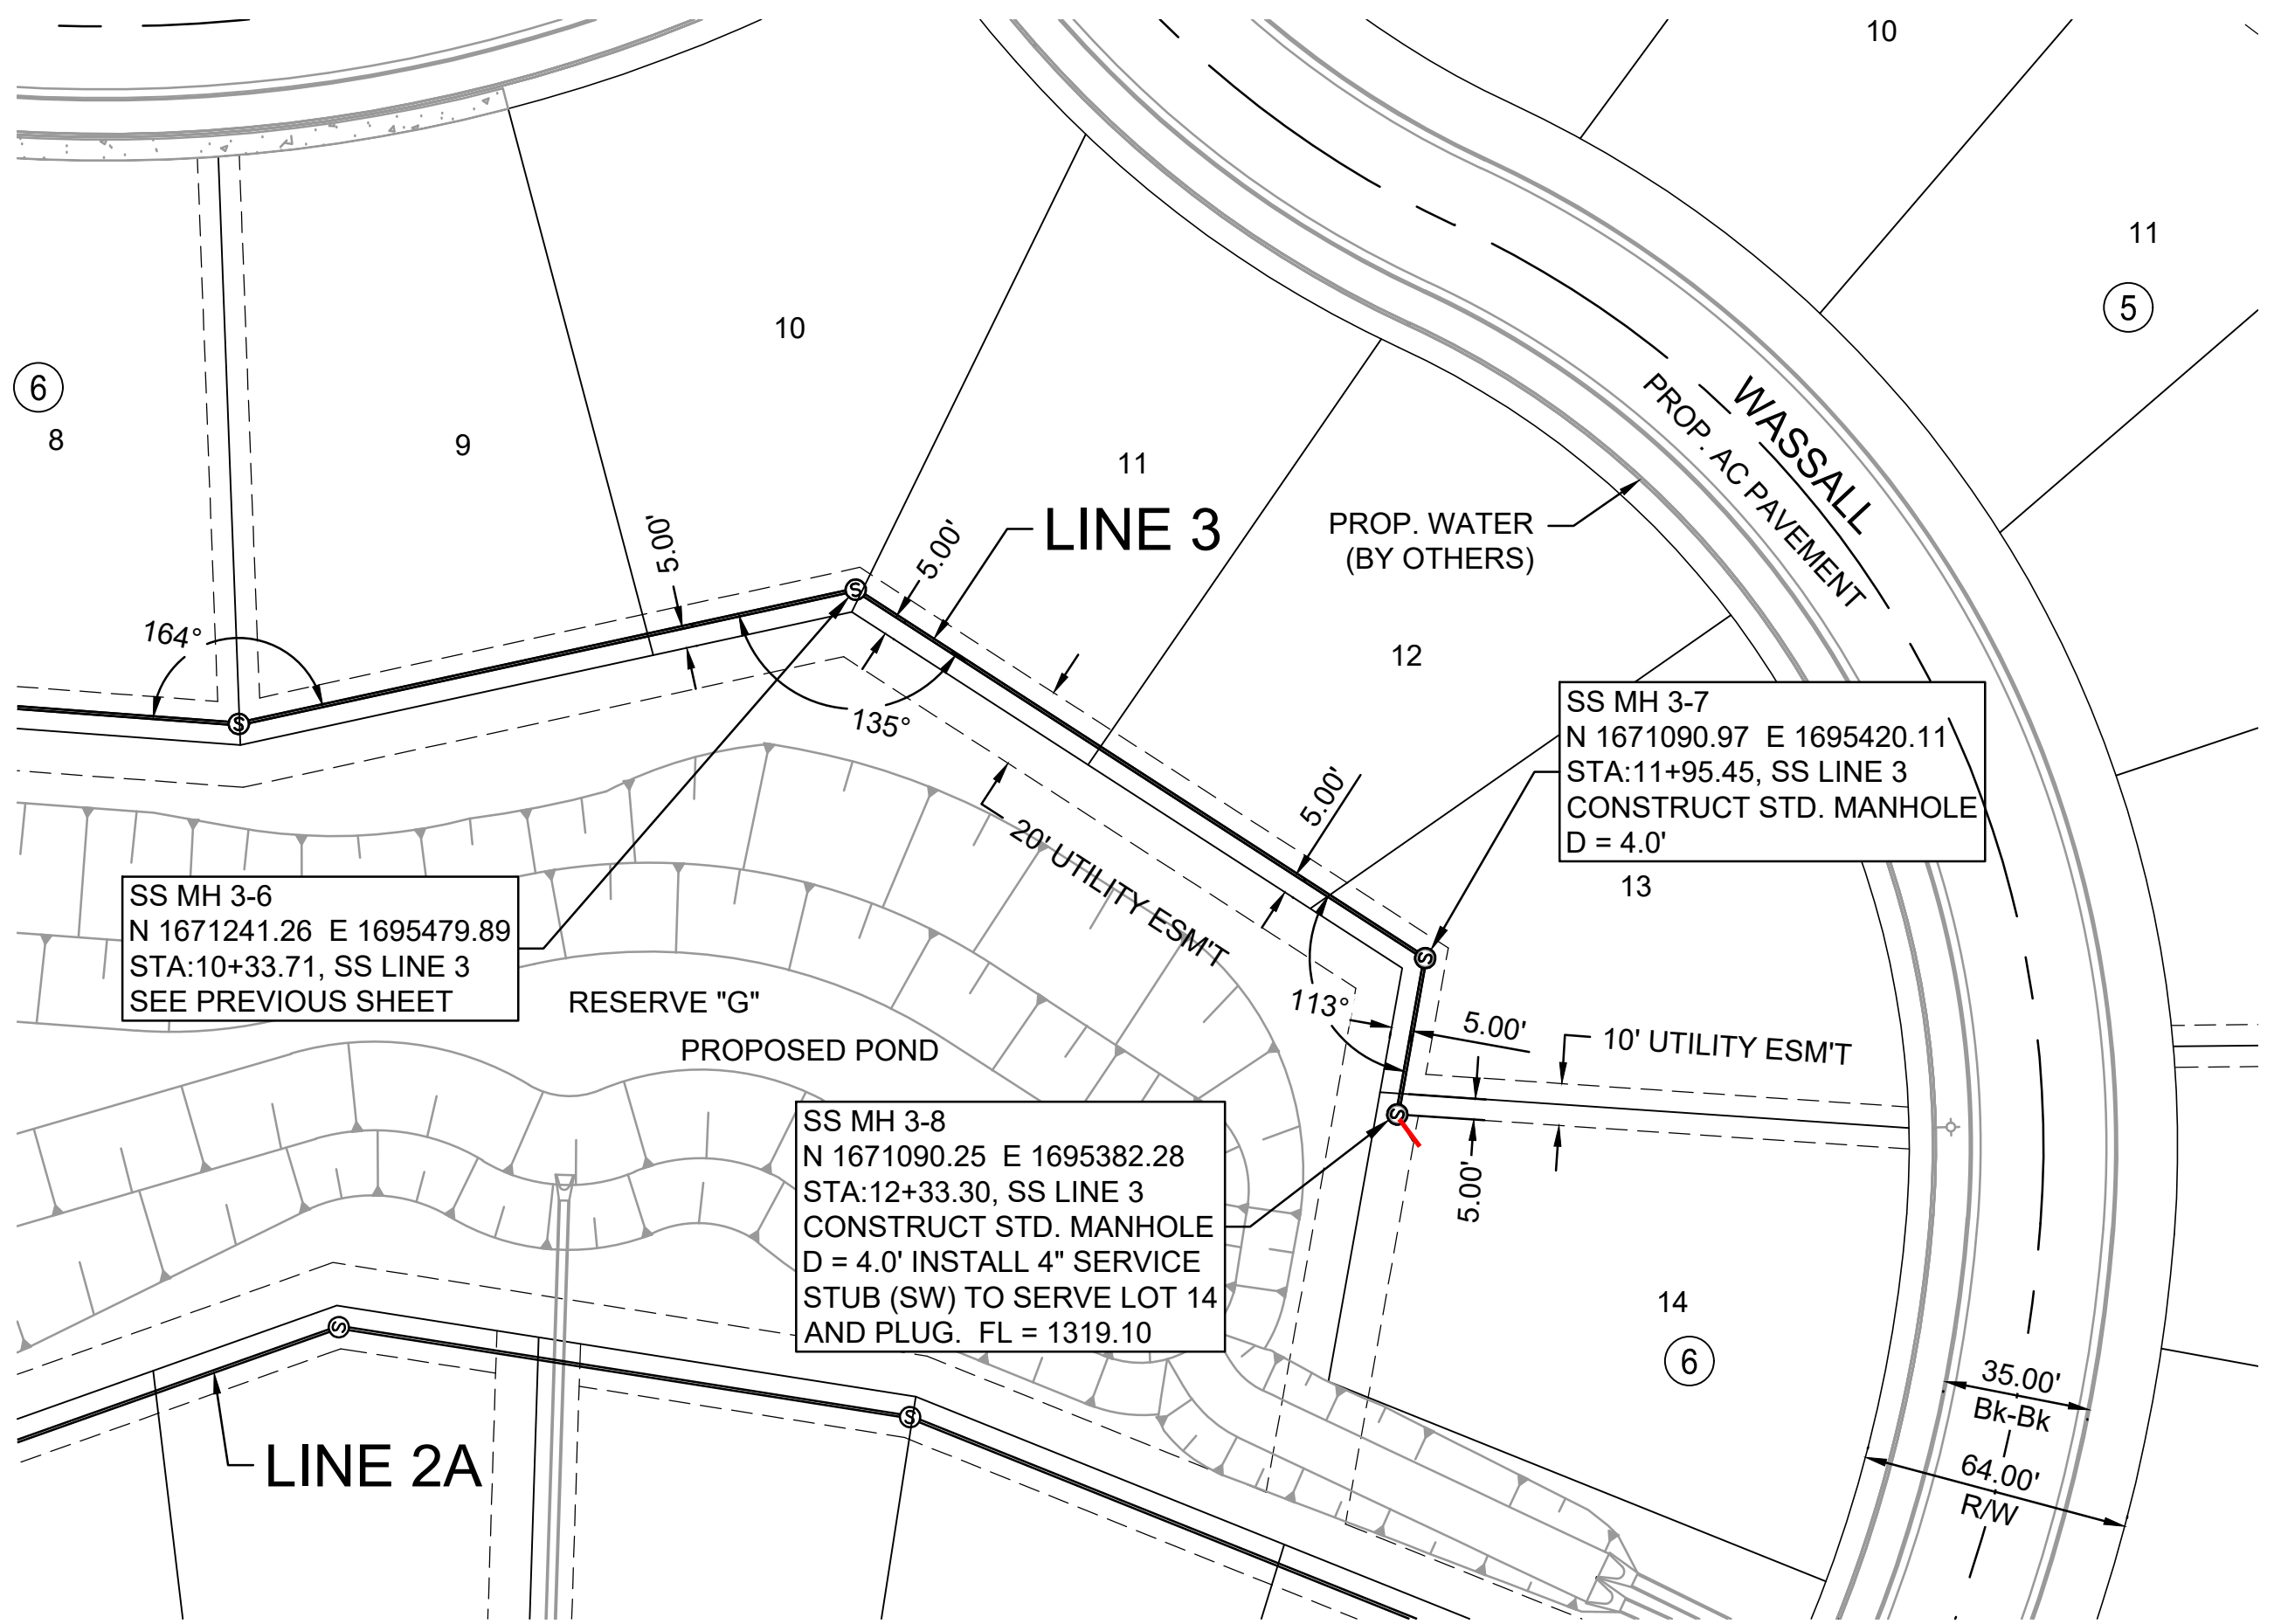 10
11
5
10
6
8
9
11
LINE 3
5.00'
5.00'
PROP. WATER
(BY OTHERS)
WASSALL
PROP. AC PAVEMENT
164°
135°
12
SS MH 3-7
N 1671090.97 E 1695420.11
STA:11+95.45, SS LINE 3
CONSTRUCT STD. MANHOLE
D = 4.0'
5.00'
20' UTILITY ESM'T
13
SS MH 3-6
N 1671241.26 E 1695479.89
STA:10+33.71, SS LINE 3
SEE PREVIOUS SHEET
RESERVE "G"
PROPOSED POND
113°
5.00'
10' UTILITY ESM'T
SS MH 3-8
N 1671090.25 E 1695382.28
STA:12+33.30, SS LINE 3
CONSTRUCT STD. MANHOLE
D = 4.0' INSTALL 4" SERVICE
STUB (SW) TO SERVE LOT 14
AND PLUG. FL = 1319.10
5.00'
14
6
35.00'
Bk-Bk
64.00'
R/W
LINE 2A
S
S
S
S
S
S